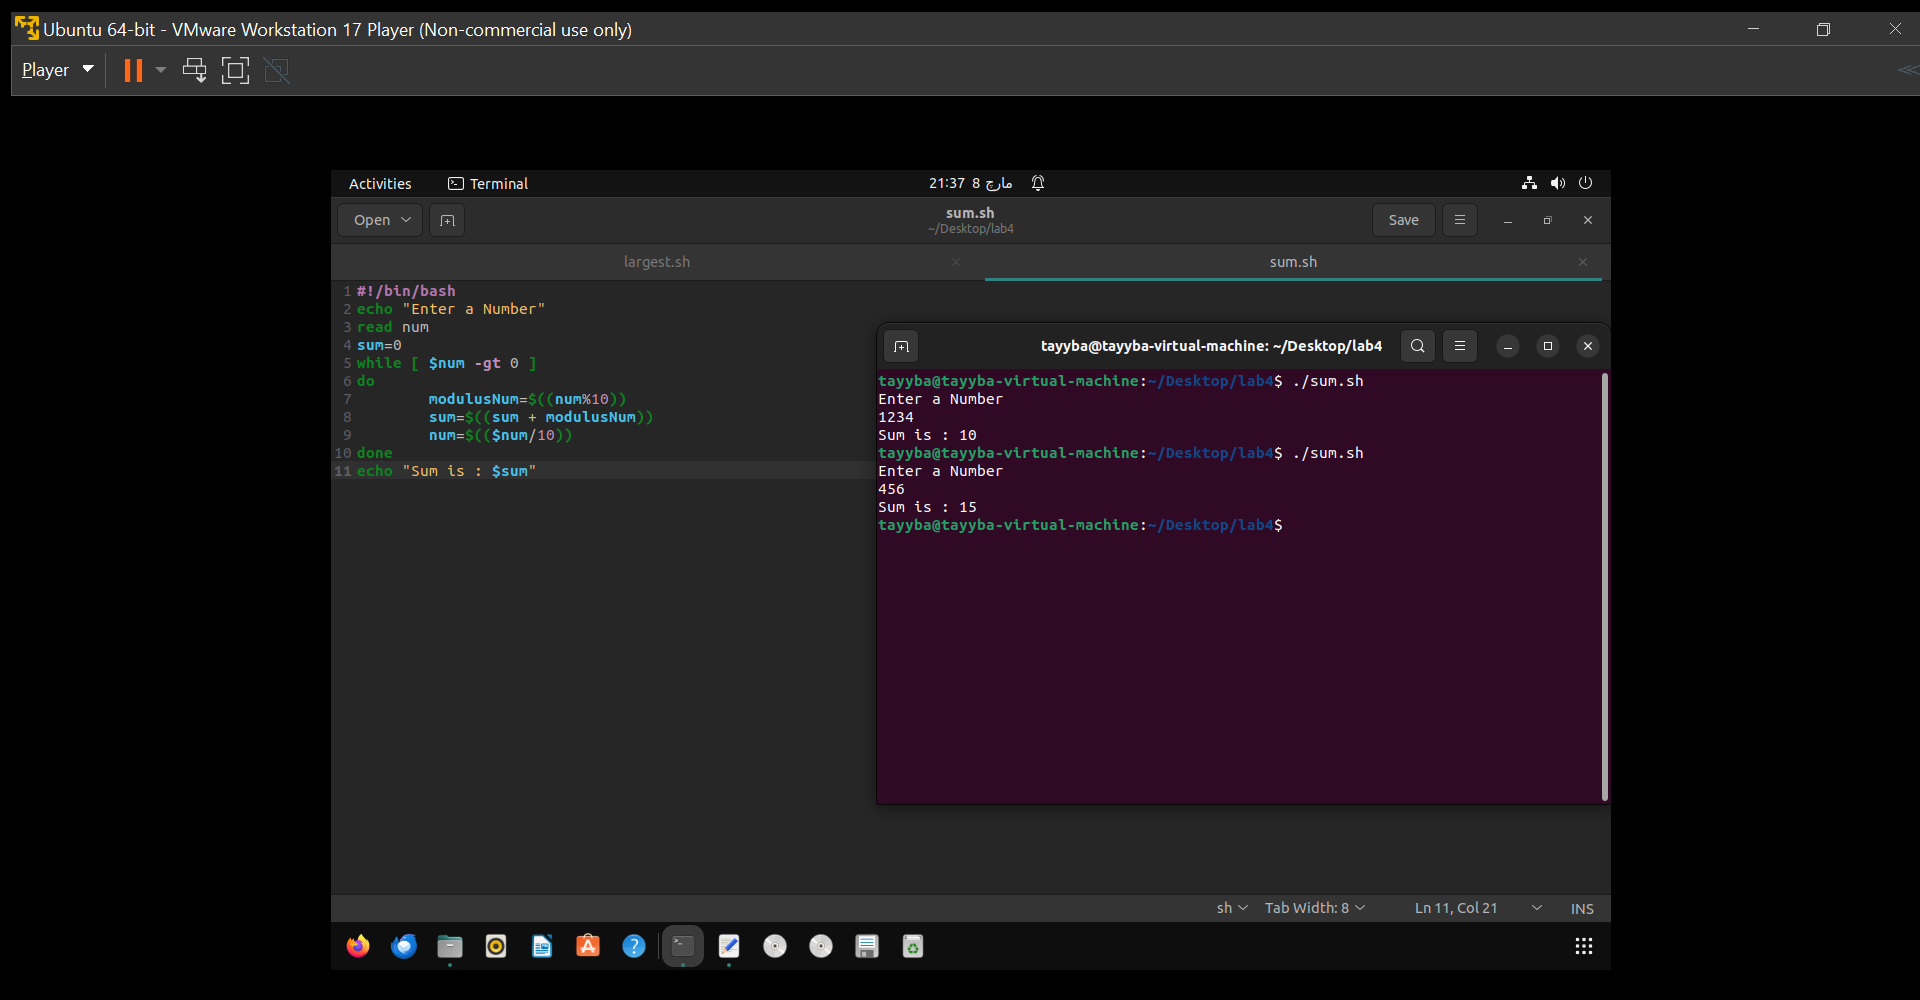 Ubuntu 64-bit - VMware Workstation 17 Player (Non-commercial use only)
Player
Activities Terminal 21:37 8 مارچ
Open sum.sh Save
~/Desktop/lab4
largest.sh sum.sh
1 #!/bin/bash
2 echo "Enter a Number"
3 read num
4 sum=0
5 while [ $num -gt 0 ]
6 do
7 modulusNum=$((num%10))
8 sum=$((sum + modulusNum))
9 num=$(($num/10))
10 done
11 echo "Sum is : $sum"
tayyba@tayyba-virtual-machine: ~/Desktop/lab4
tayyba@tayyba-virtual-machine:~/Desktop/lab4$ ./sum.sh
Enter a Number
1234
Sum is : 10
tayyba@tayyba-virtual-machine:~/Desktop/lab4$ ./sum.sh
Enter a Number
456
Sum is : 15
tayyba@tayyba-virtual-machine:~/Desktop/lab4$
sh Tab Width: 8 Ln 11, Col 21 INS